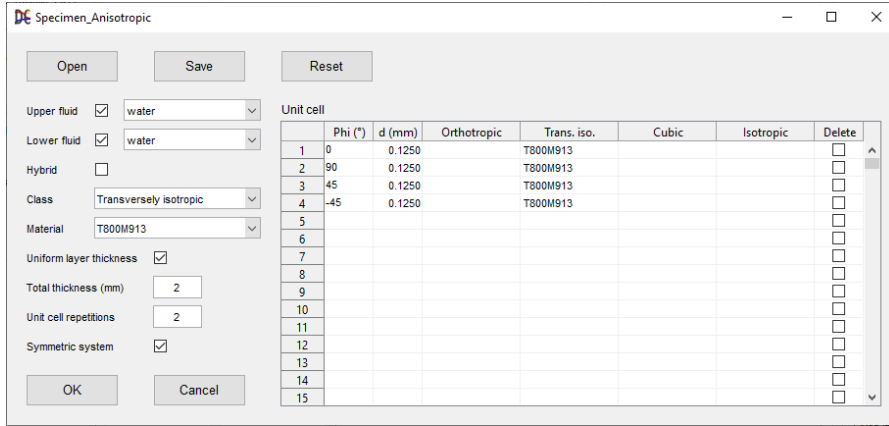 Specimen_Anisotropic
Open Save Reset
Upper fluid water
Lower fluid water
Hybrid
Class Transversely isotropic
Material T800M913
Uniform layer thickness
Total thickness (mm) 2
Unit cell repetitions 2
Symmetric system
OK Cancel
Unit cell
Phi (°) d (mm) Orthotropic Trans. iso. Cubic Isotropic Delete
1 0 0.1250 T800M913
2 90 0.1250 T800M913
3 45 0.1250 T800M913
4 -45 0.1250 T800M913
5
6
7
8
9
10
11
12
13
14
15